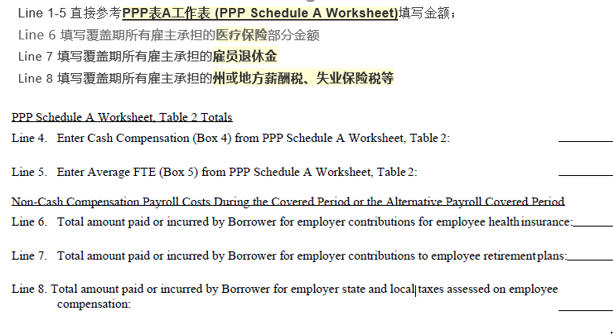 Line 1-5 直接参考PPP表A工作表 (PPP Schedule A Worksheet)填写金额；
Line 6 填写覆盖期所有雇主承担的医疗保险部分金额
Line 7 填写覆盖期所有雇主承担的雇员退休金
Line 8 填写覆盖期所有雇主承担的州或地方薪酬税、失业保险税等
PPP Schedule A Worksheet, Table 2 Totals
Line 4. Enter Cash Compensation (Box 4) from PPP Schedule A Worksheet, Table 2:
Line 5. Enter Average FTE (Box 5) from PPP Schedule A Worksheet, Table 2:
Non-Cash Compensation Payroll Costs During the Covered Period or the Alternative Payroll Covered Period
Line 6. Total amount paid or incurred by Borrower for employer contributions for employee health insurance:
Line 7. Total amount paid or incurred by Borrower for employer contributions to employee retirement plans:
Line 8. Total amount paid or incurred by Borrower for employer state and local taxes assessed on employee
compensation: